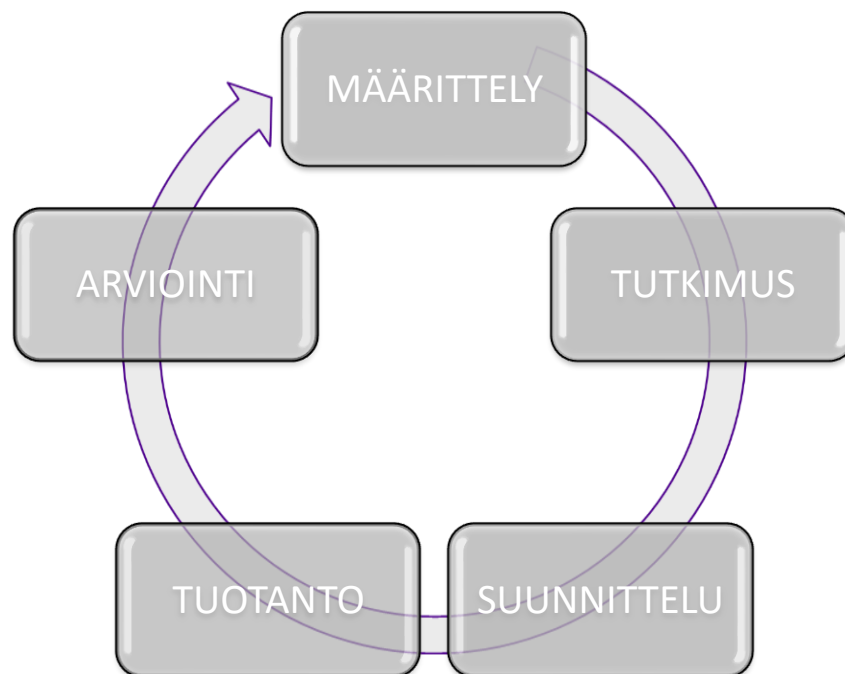 MÄÄRITTELY
TUTKIMUS
SUUNNITTELU
TUOTANTO
ARVIOINTI